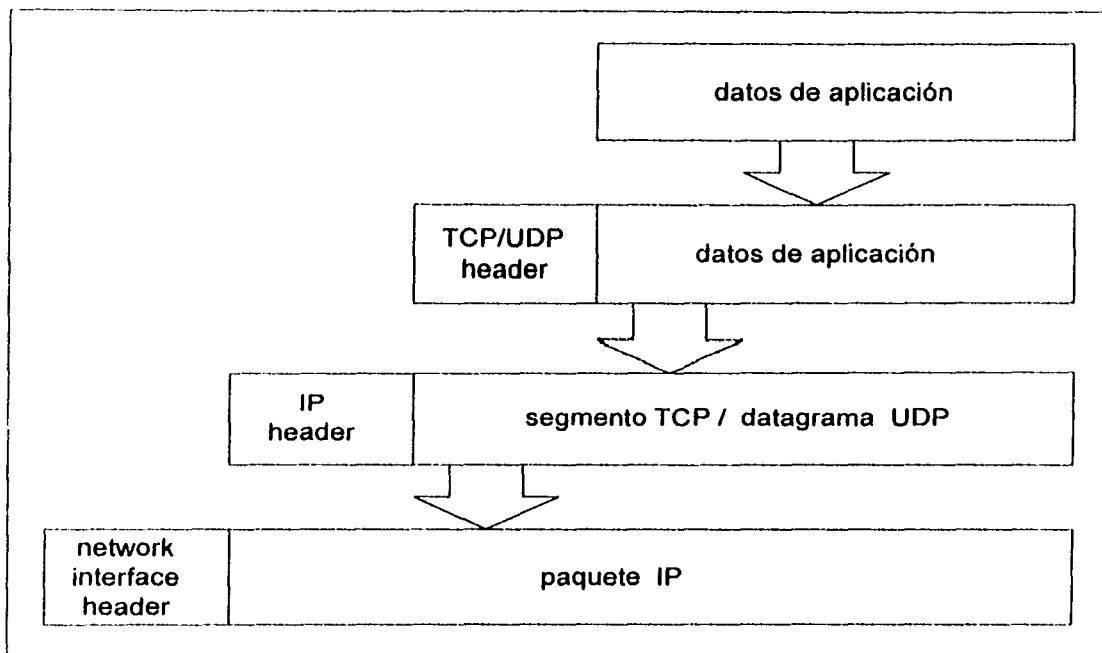 datos de aplicación
TCP/UDP
header
datos de aplicación
IP
header
segmento TCP / datagrama UDP
network
interface
header
paquete IP